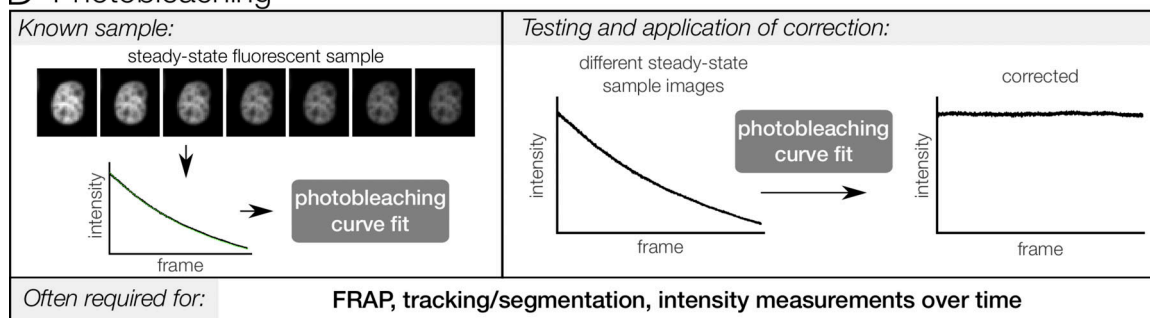 D Photobleaching
Known sample:
steady-state fluorescent sample
intensity
frame
photobleaching
curve fit
Testing and application of correction:
different steady-state
sample images
intensity
frame
photobleaching
curve fit
corrected
intensity
frame
Often required for:
FRAP, tracking/segmentation, intensity measurements over time